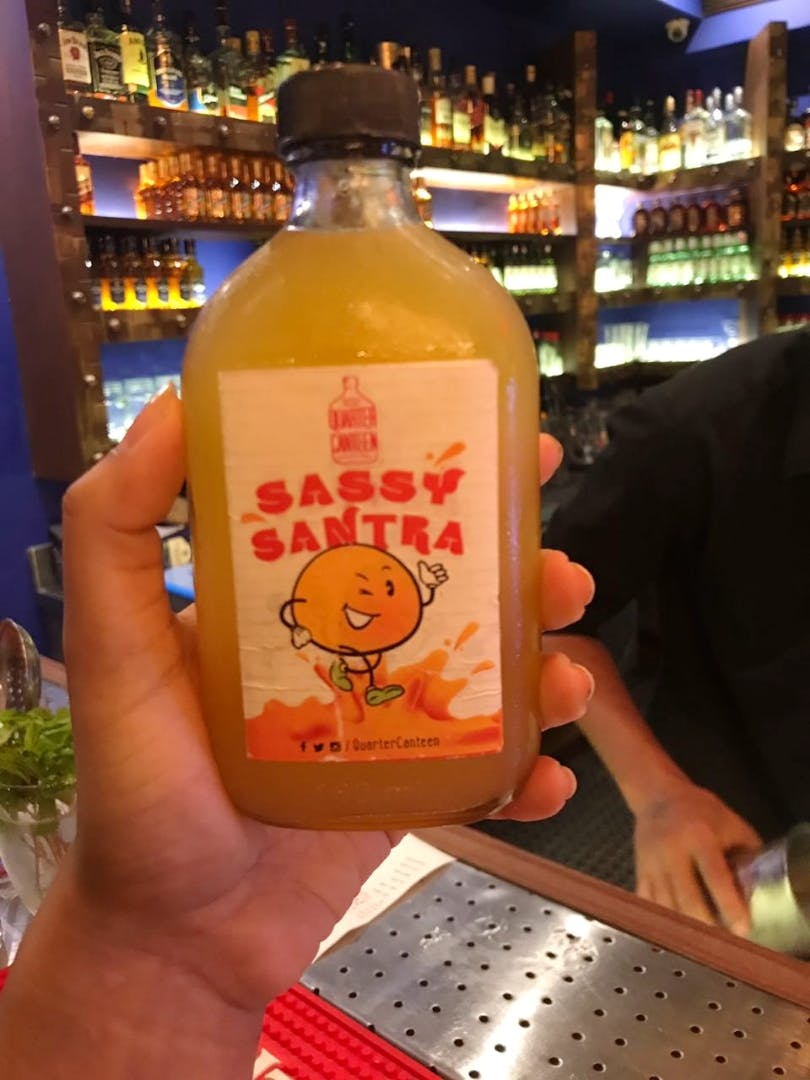 QUARTER
CANTEEN
SASSY
SANTRA
/ QuarterCanteen